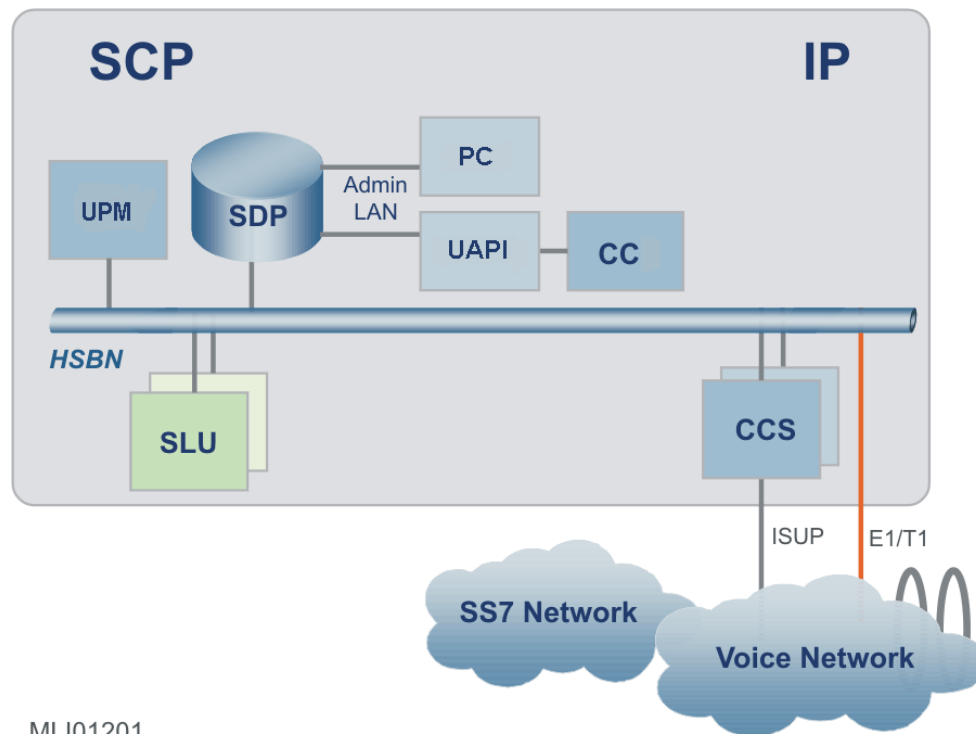 SCP
IP
PC
Admin
LAN
UPM
SDP
UAPI
CC
HSBN
SLU
CCS
ISUP
E1/T1
SS7 Network
Voice Network
MLI01201